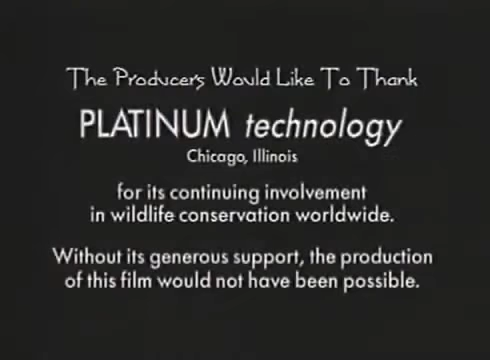 The Producers Would Like To Thank
PLATINUM technology
Chicago, Illinois
for its continuing involvement
in wildlife conservation worldwide.
Without its generous support, the production
of this film would not have been possible.